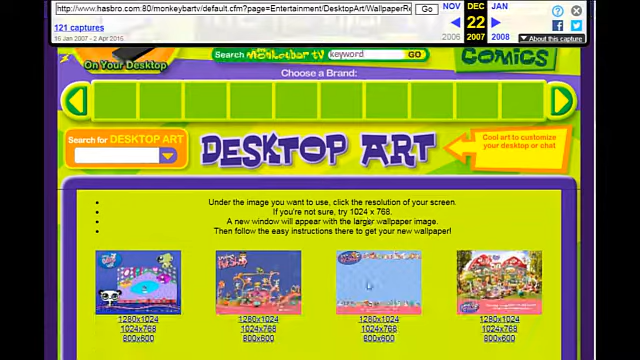 http://www.hasbro.com:80/monkeybartv/default.cfm?page=Entertainment/DesktopArt/WallpaperRe
Go
NOV DEC JAN
22
2006 2007 2008
121 captures
16 Jan 2007 - 2 Apr 2016
About this capture
On Your Desktop
Search monkeybar tv keyword GO
COMICS
Choose a Brand:
Search for DESKTOP ART
DESKTOP ART
Cool art to customize
your desktop or chat
Under the image you want to use, click the resolution of your screen.
If you're not sure, try 1024 x 768.
A new window will appear with the larger wallpaper image.
Then follow the easy instructions there to get your new wallpaper!
1280x1024 1280x1024 1280x1024 1280x1024
1024x768 1024x768 1024x768 1024x768
800x600 800x600 800x600 800x600